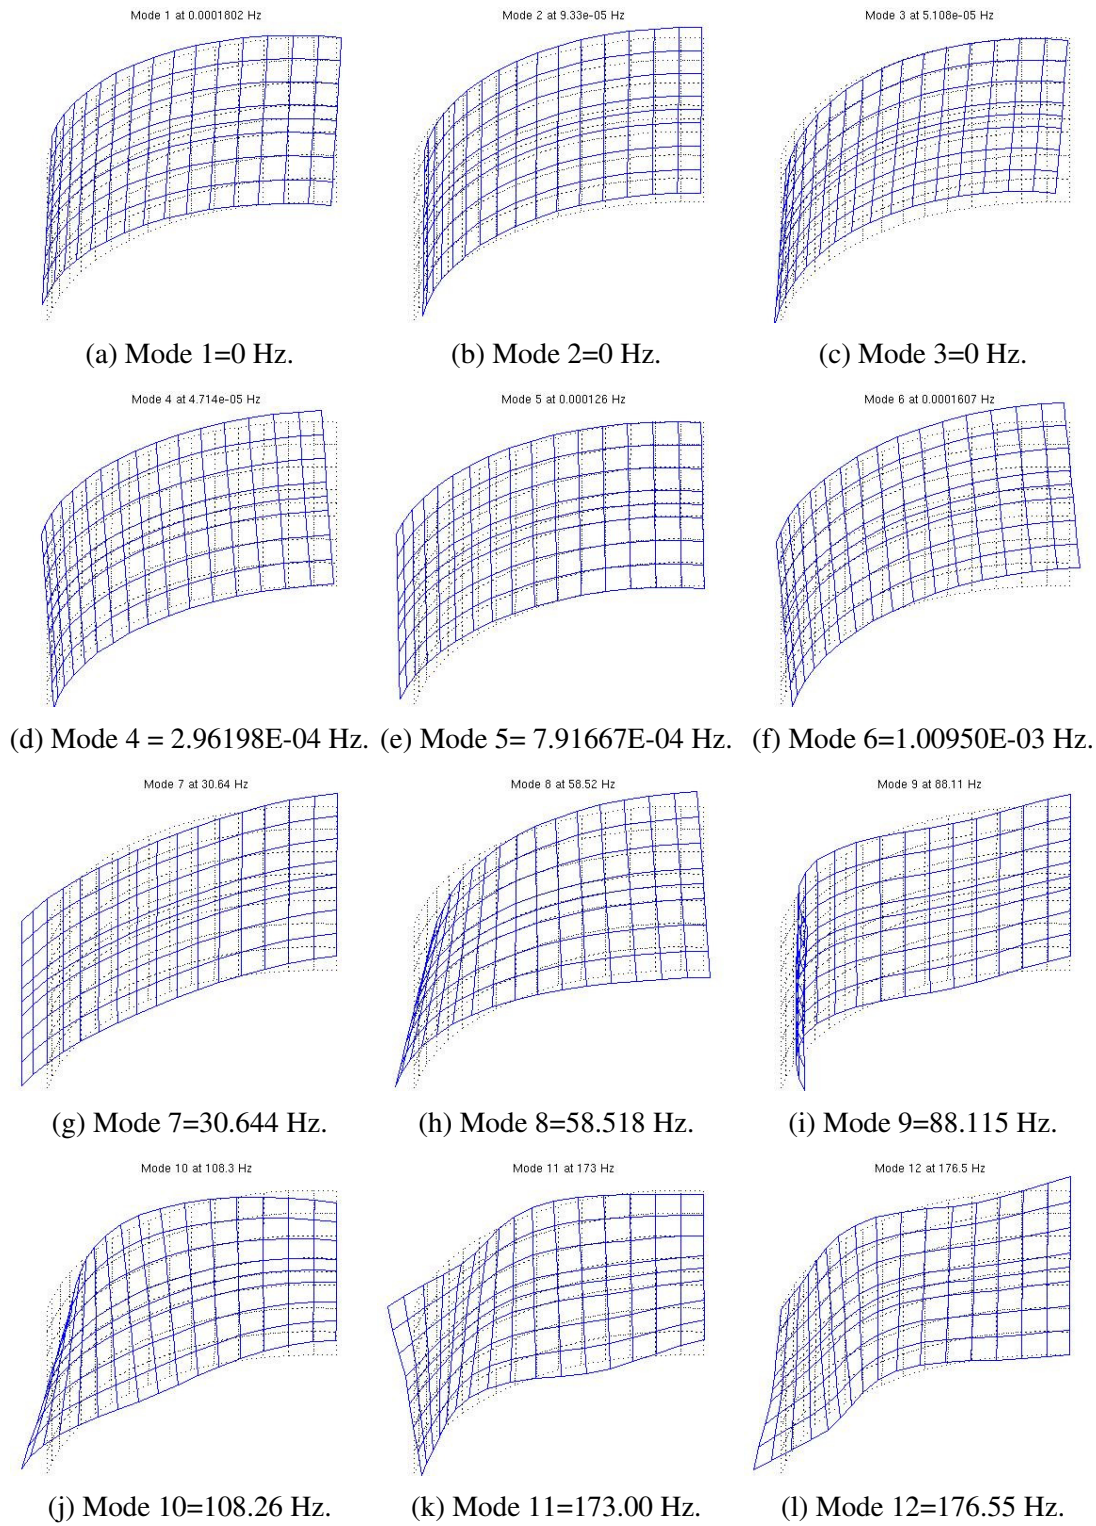 Mode 1 at 0.0001802 Hz
Mode 2 at 9.33e-05 Hz
Mode 3 at 5.108e-05 Hz
(a) Mode 1=0 Hz.
(b) Mode 2=0 Hz.
(c) Mode 3=0 Hz.
Mode 4 at 4.714e-05 Hz
Mode 5 at 0.000126 Hz
Mode 6 at 0.0001607 Hz
(d) Mode 4 = 2.96198E-04 Hz.
(e) Mode 5= 7.91667E-04 Hz.
(f) Mode 6=1.00950E-03 Hz.
Mode 7 at 30.64 Hz
Mode 8 at 58.52 Hz
Mode 9 at 88.11 Hz
(g) Mode 7=30.644 Hz.
(h) Mode 8=58.518 Hz.
(i) Mode 9=88.115 Hz.
Mode 10 at 108.3 Hz
Mode 11 at 173 Hz
Mode 12 at 176.5 Hz
(j) Mode 10=108.26 Hz.
(k) Mode 11=173.00 Hz.
(l) Mode 12=176.55 Hz.